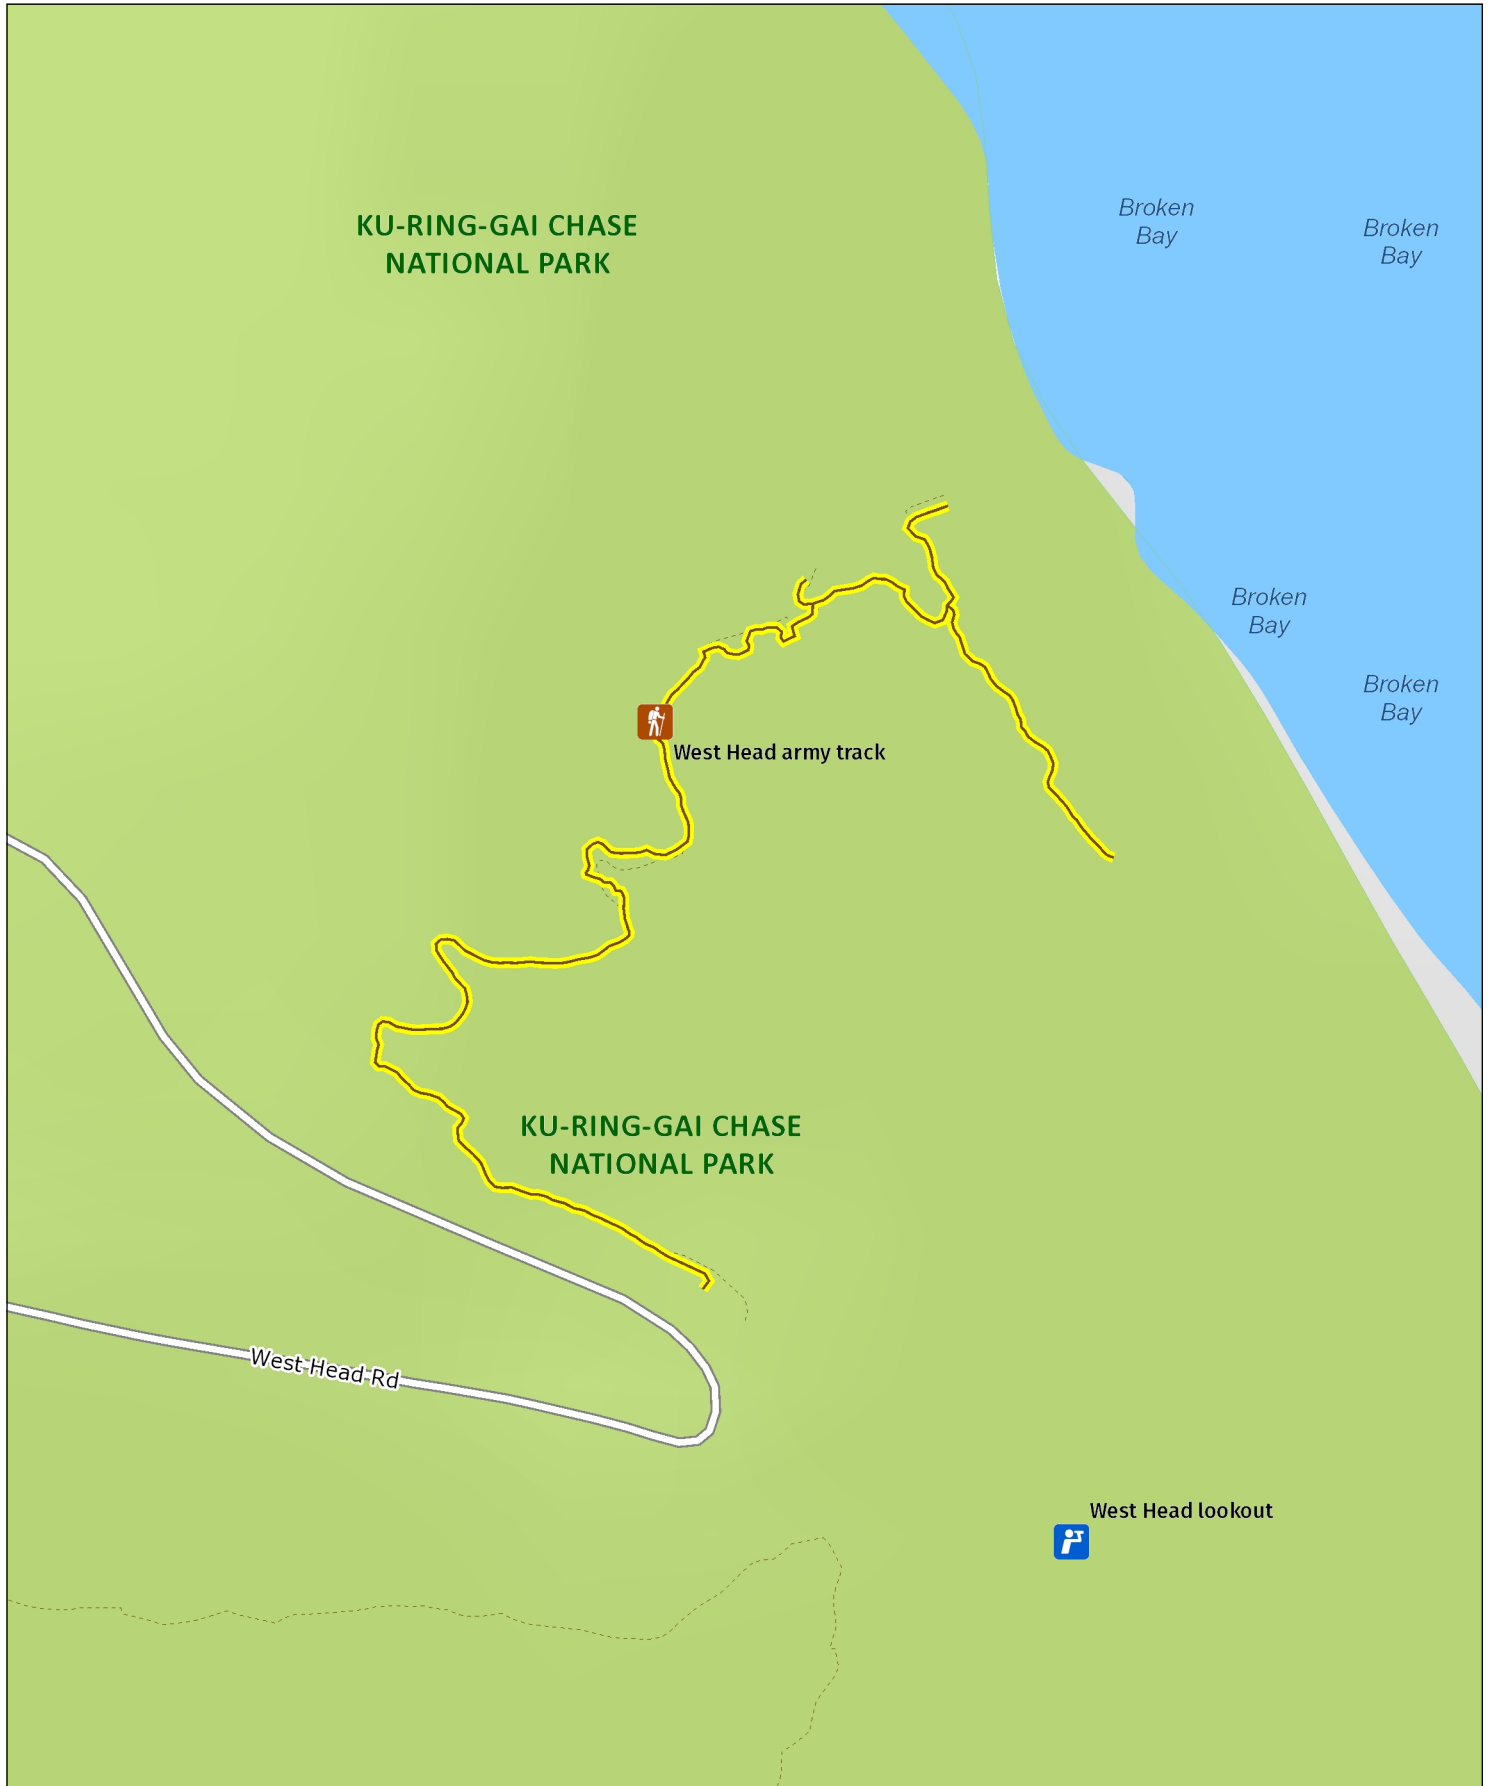 KU-RING-GAI CHASE
NATIONAL PARK
Broken
Bay
Broken
Bay
Broken
Bay
Broken
Bay
West Head army track
KU-RING-GAI CHASE
NATIONAL PARK
West Head Rd
West Head lookout